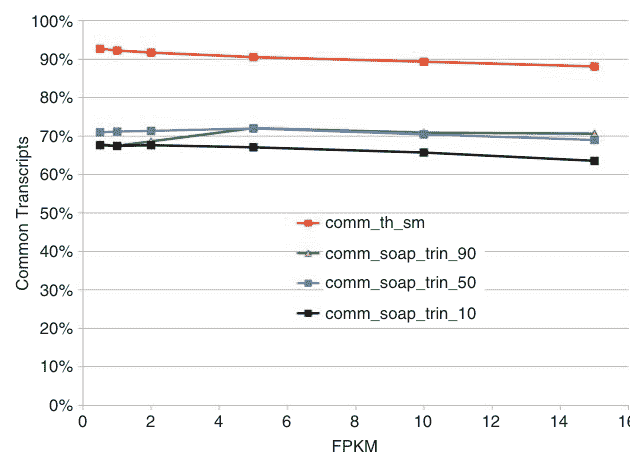 100%
90%
80%
70%
60%
50%
40%
30%
20%
10%
0%
Common Transcripts
comm_th_sm
comm_soap_trin_90
comm_soap_trin_50
comm_soap_trin_10
0 2 4 6 8 10 12 14 16
FPKM